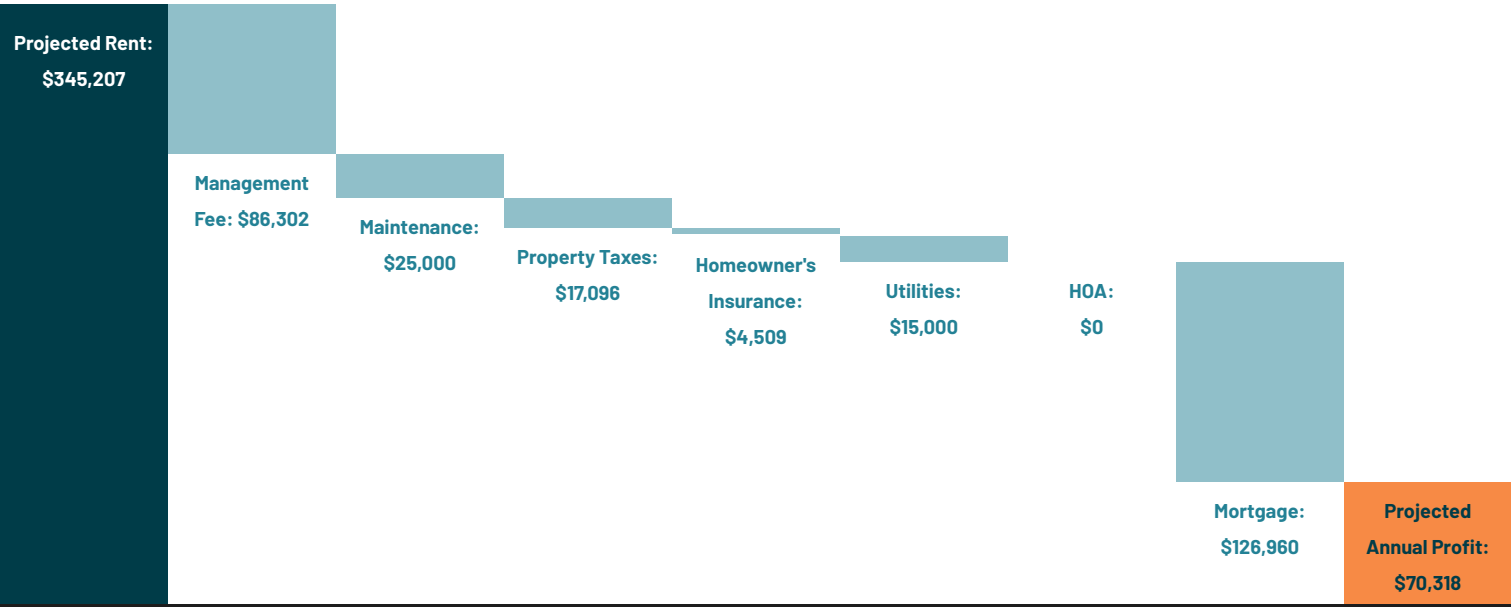 Projected Rent:
$345,207
Management
Fee: $86,302
Maintenance:
$25,000
Property Taxes:
$17,096
Homeowner's
Insurance:
$4,509
Utilities:
$15,000
HOA:
$0
Mortgage:
$126,960
Projected
Annual Profit:
$70,318